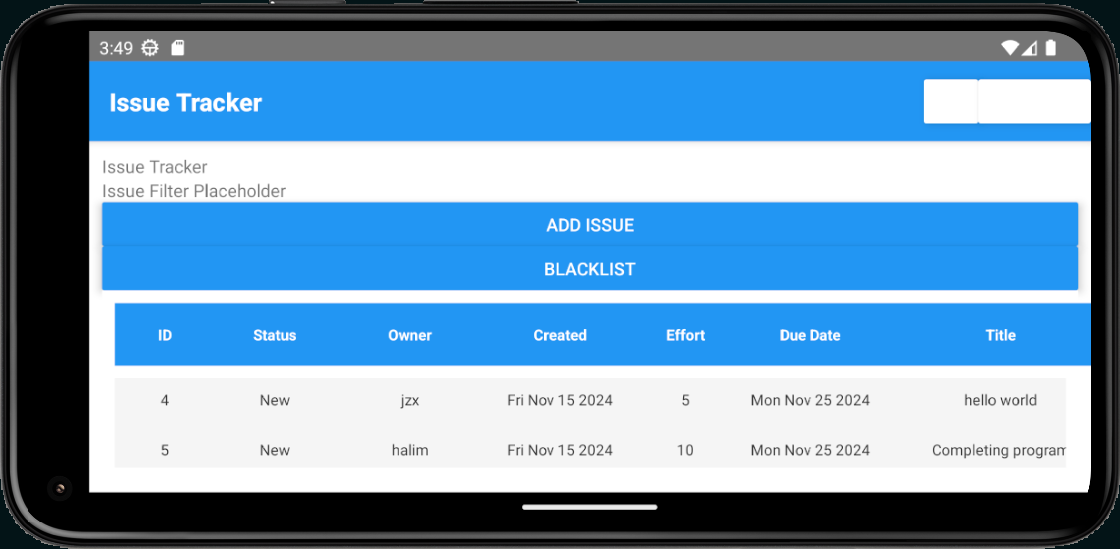 3:49
Issue Tracker
Issue Tracker
Issue Filter Placeholder
ADD ISSUE
BLACKLIST
ID Status Owner Created Effort Due Date Title
4 New jzx Fri Nov 15 2024 5 Mon Nov 25 2024 hello world
5 New halim Fri Nov 15 2024 10 Mon Nov 25 2024 Completing program